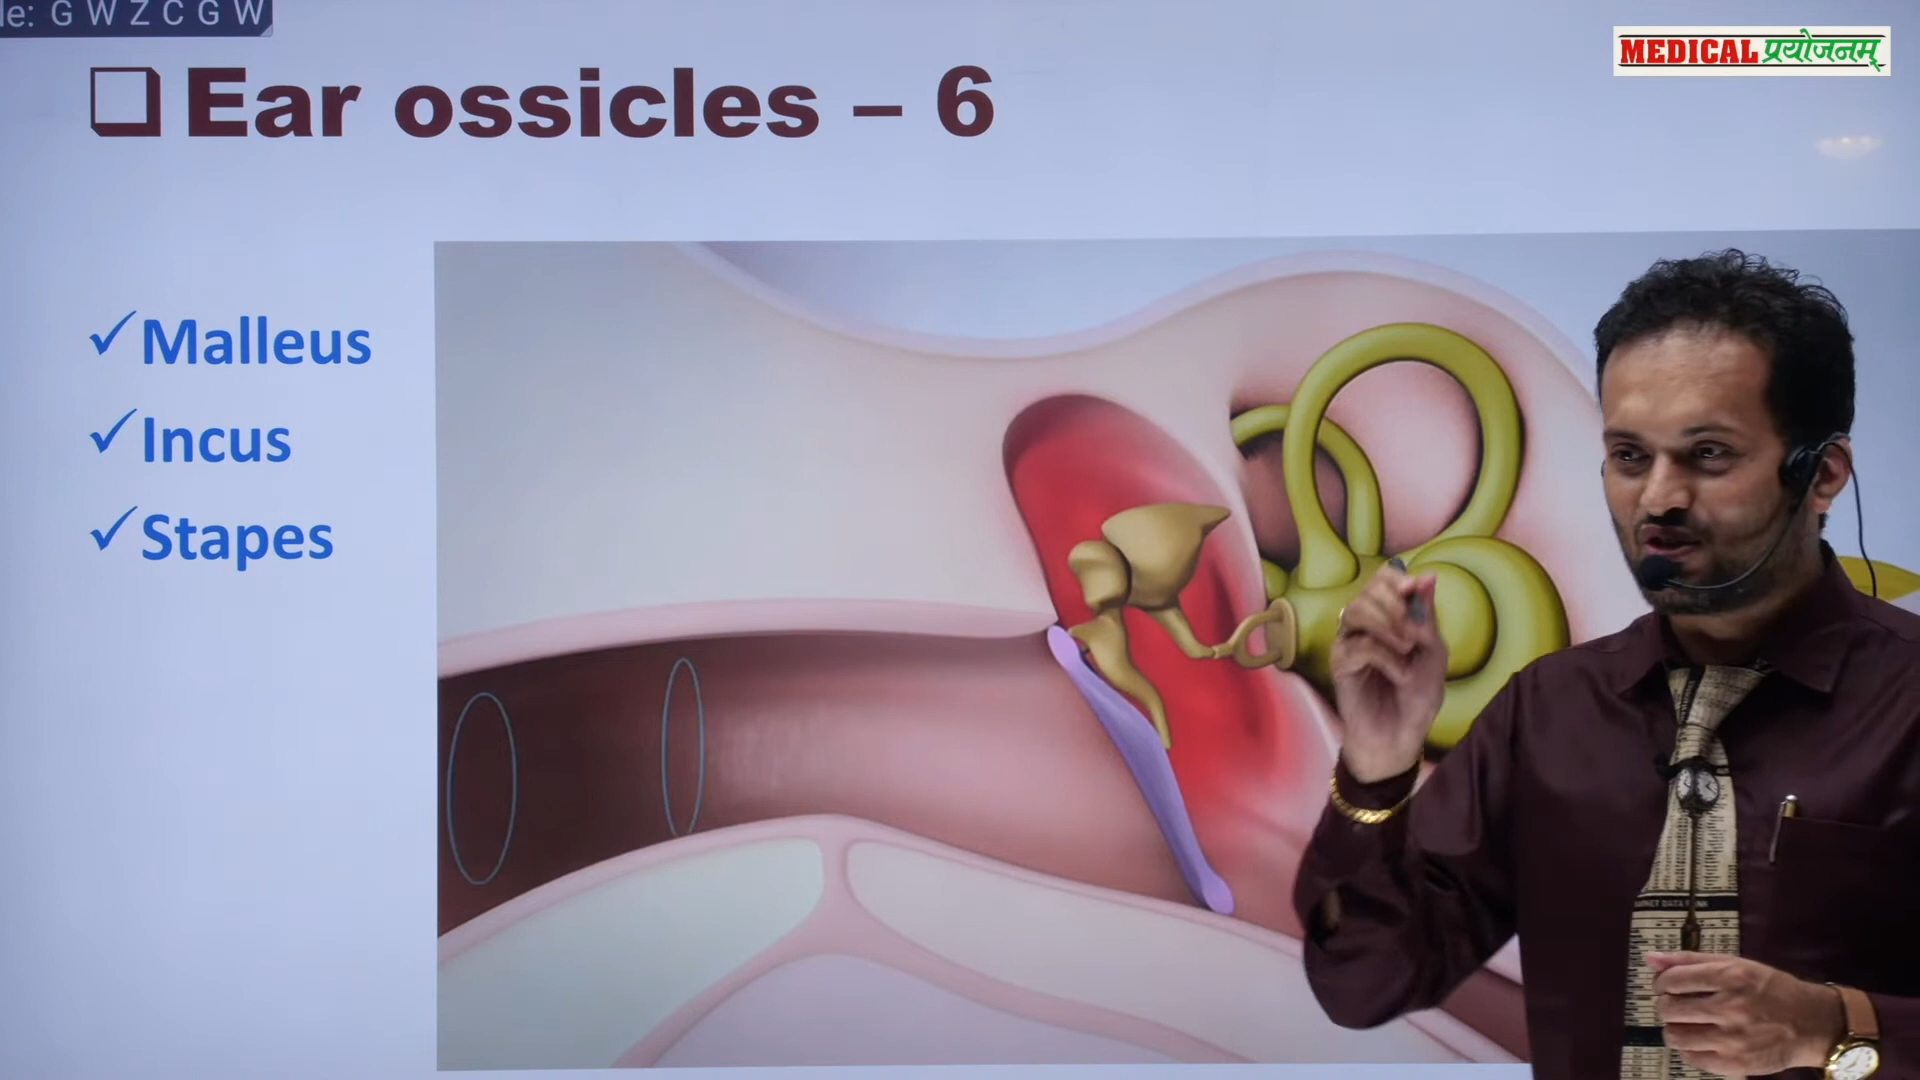 le: G W Z C G W
MEDICAL प्रयोजनम्
Ear ossicles – 6
Malleus
Incus
Stapes